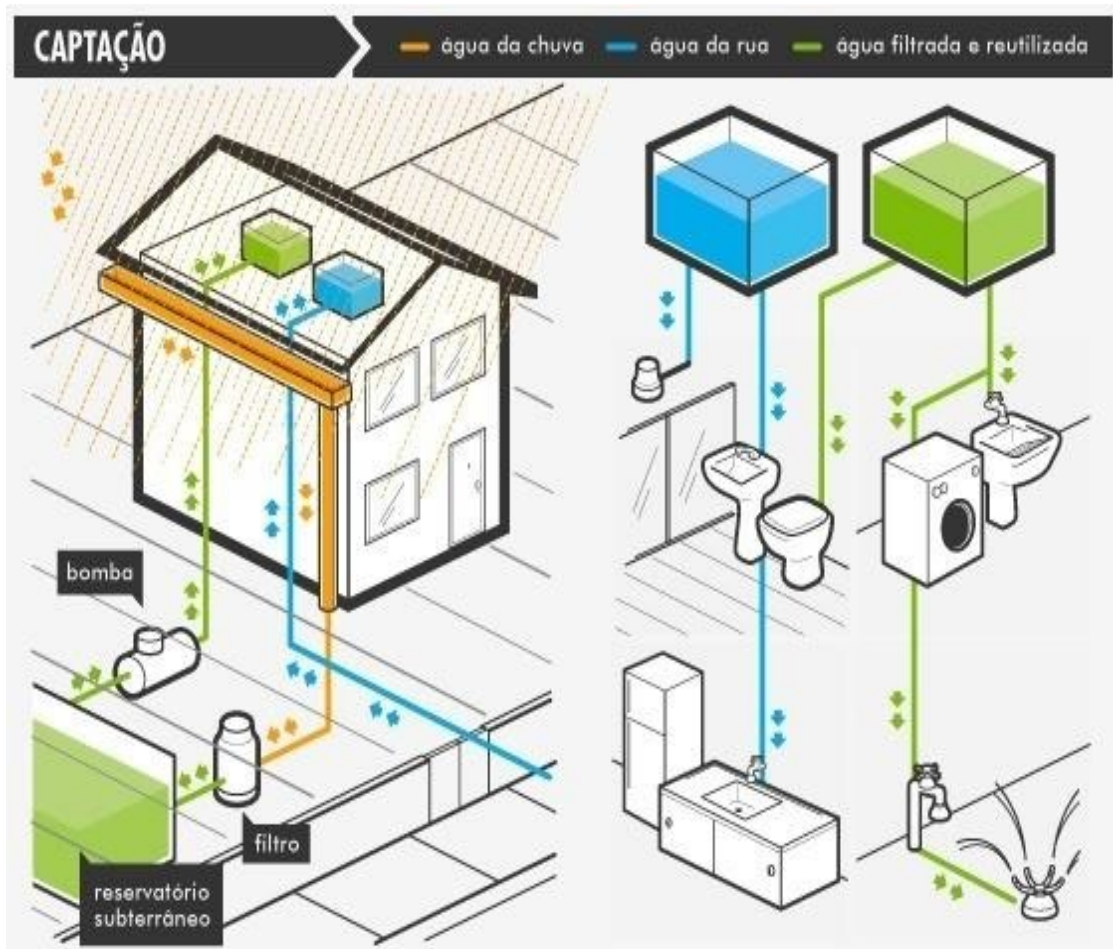 CAPTAÇÃO
água da chuva
água da rua
água filtrada e reutilizada
bomba
filtro
reservatório
subterrâneo